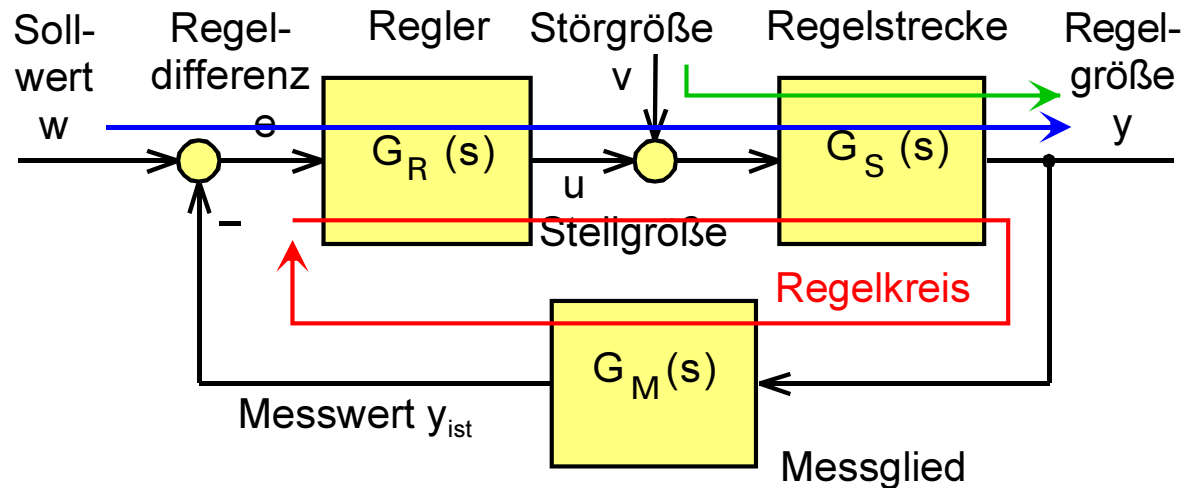 Soll-
wert
w
Regel-
differenz
e
Regler
Störgröße
v
Regelstrecke
Regel-
größe
y
G_R (s)
u
Stellgröße
G_S (s)
–
Regelkreis
G_M (s)
Messwert y_ist
Messglied